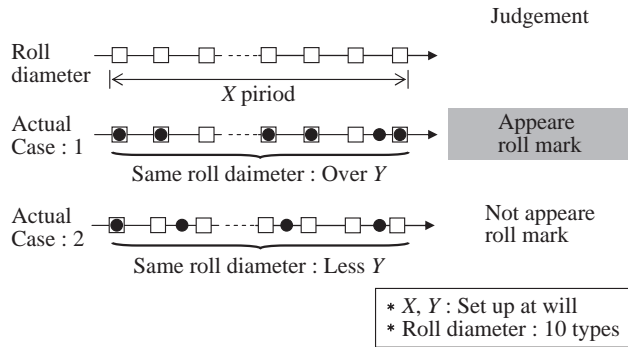 Judgement
Roll
diameter
X piriod
Actual
Case : 1
Appeare
roll mark
Same roll daimeter : Over Y
Actual
Case : 2
Not appeare
roll mark
Same roll diameter : Less Y
* X, Y : Set up at will
* Roll diameter : 10 types